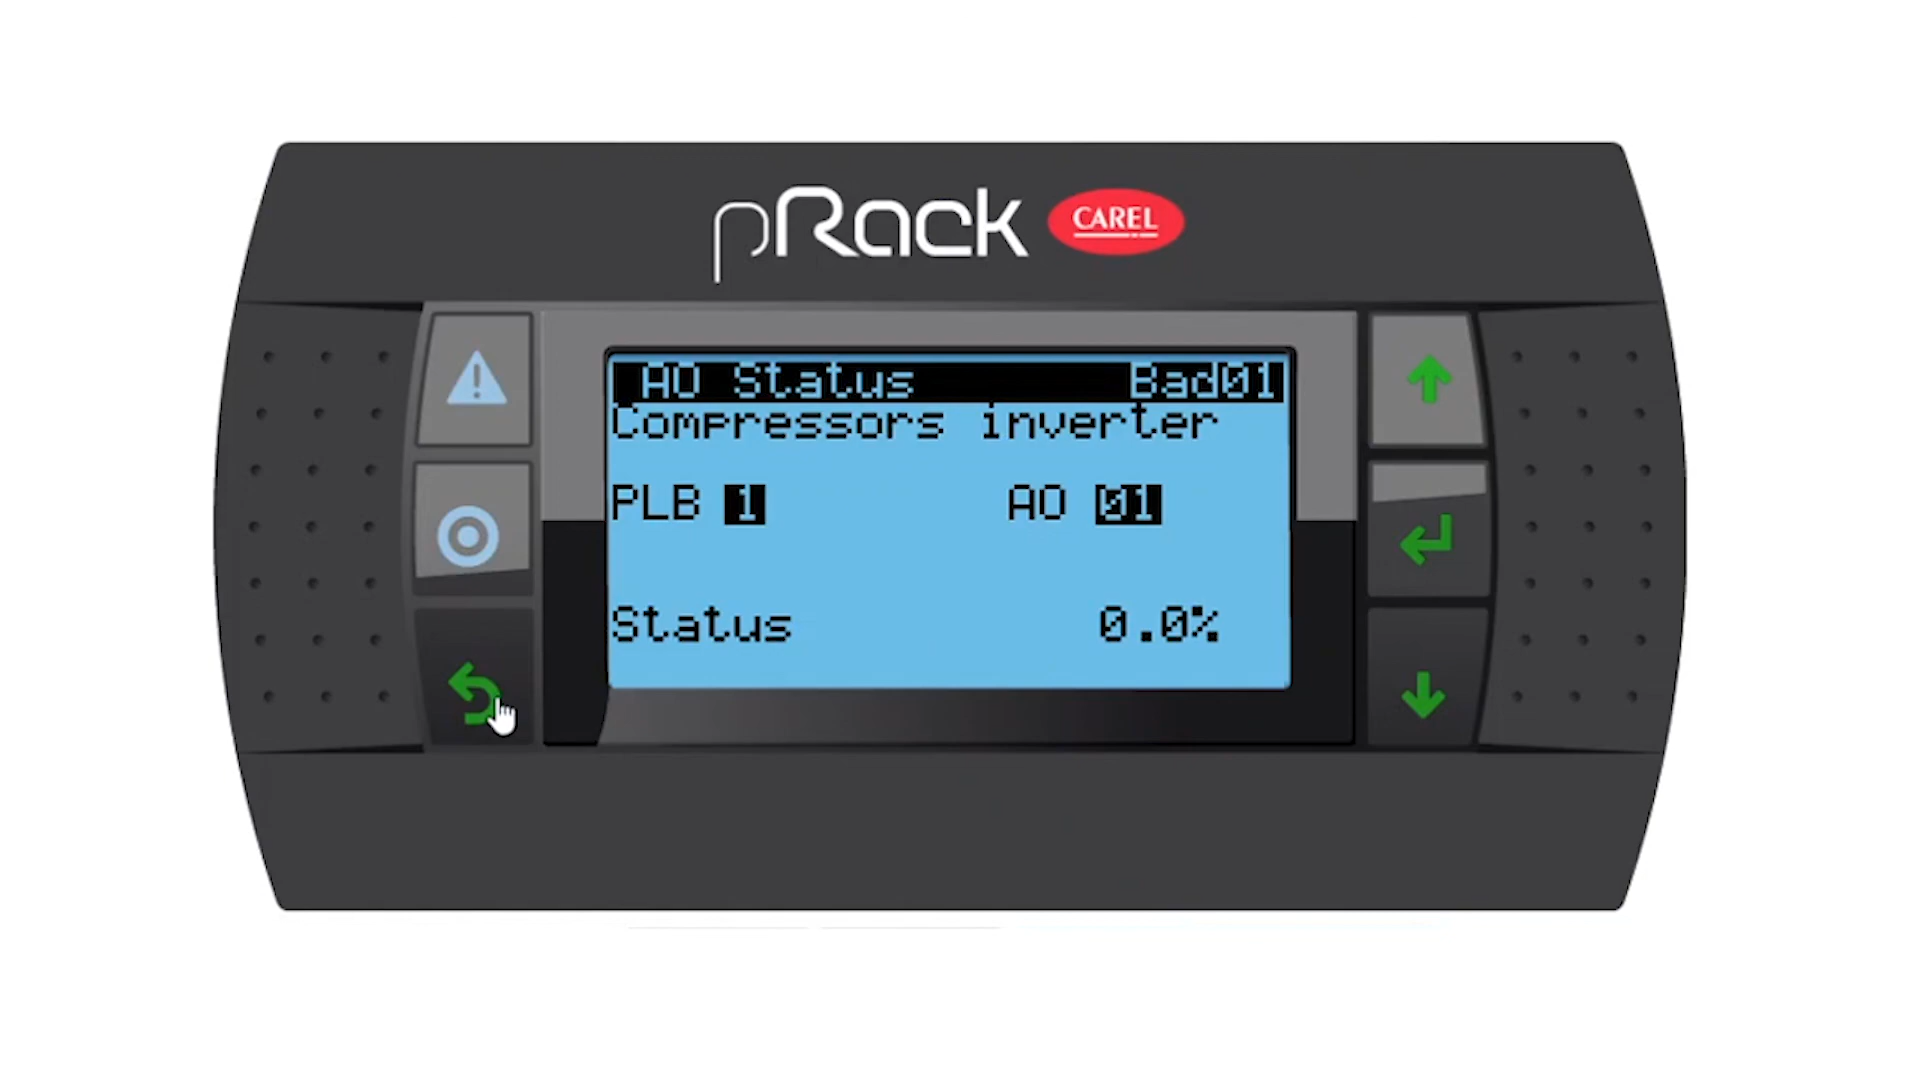 pRack CAREL
AO Status Bad01
Compressors inverter
PLB 1 AO 01
Status 0.0%